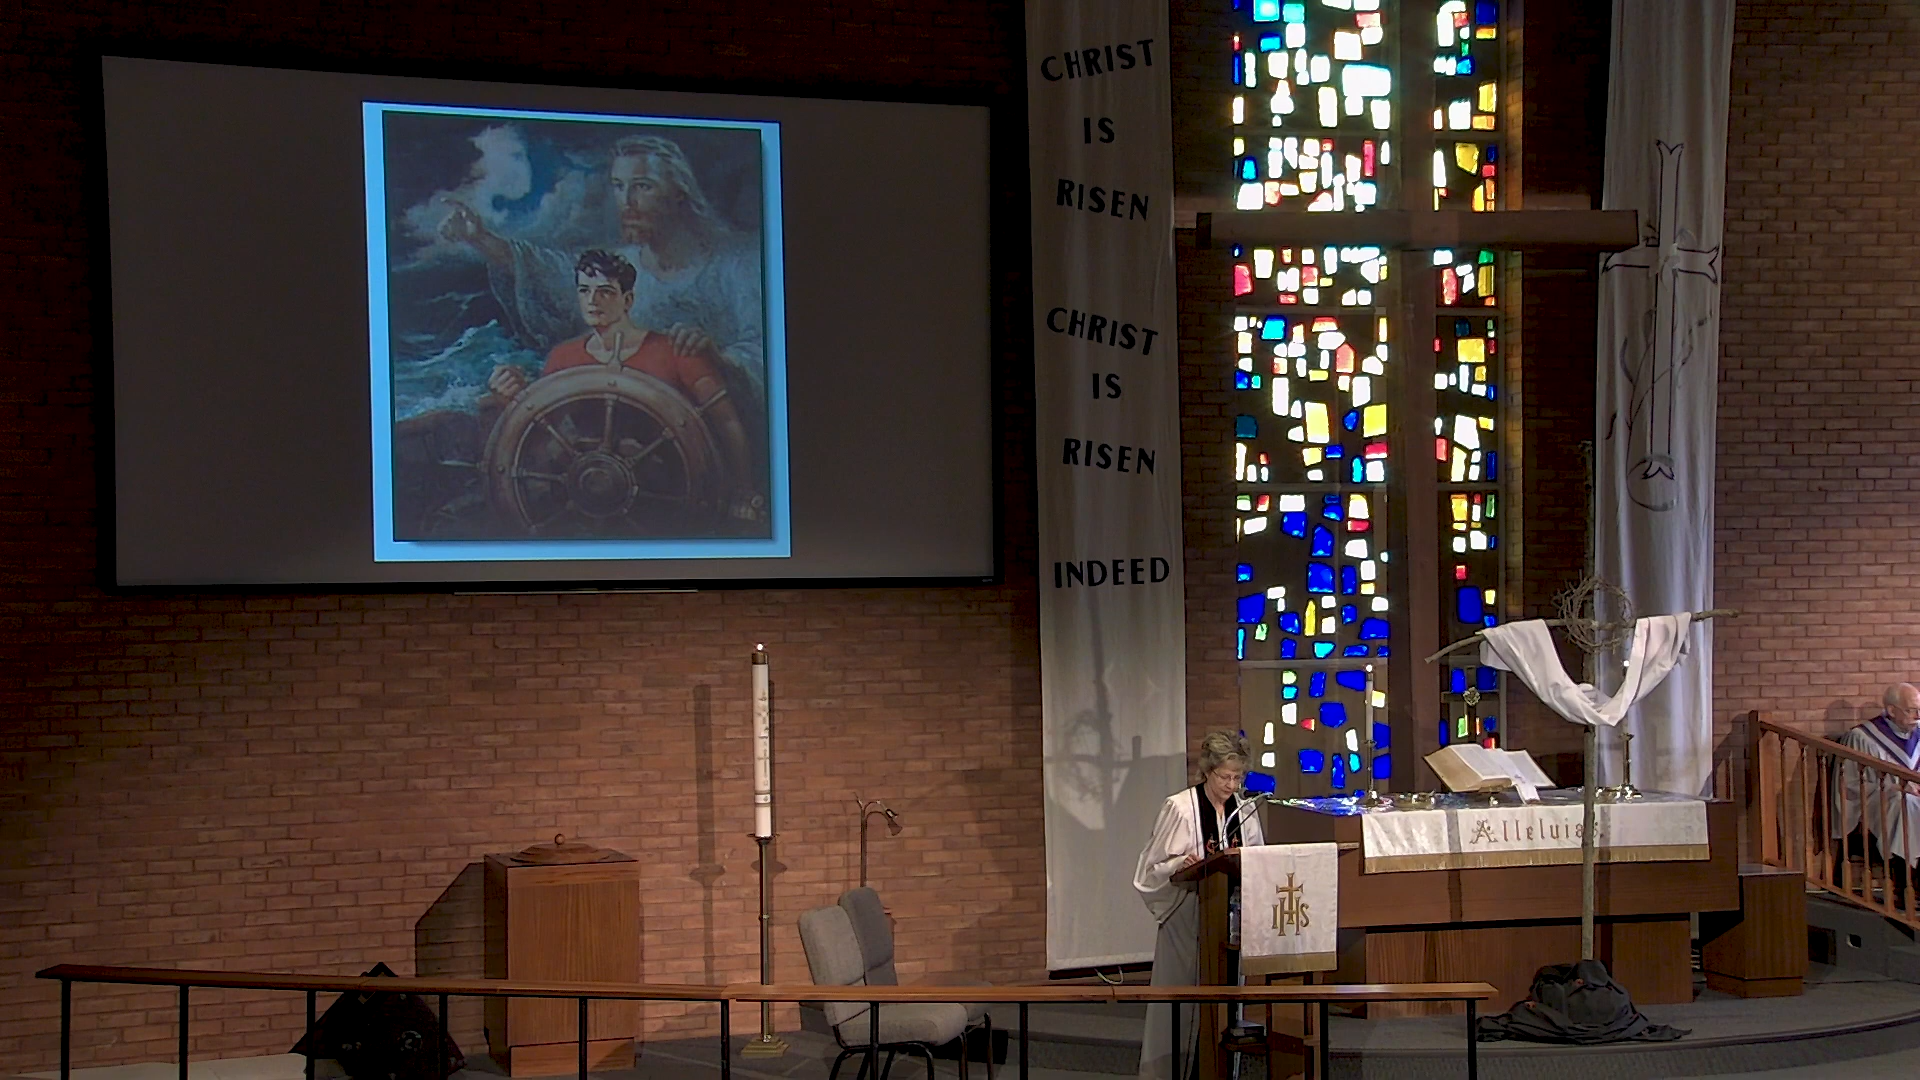 CHRIST
IS
RISEN
CHRIST
IS
RISEN
INDEED
Alleluia
IHS